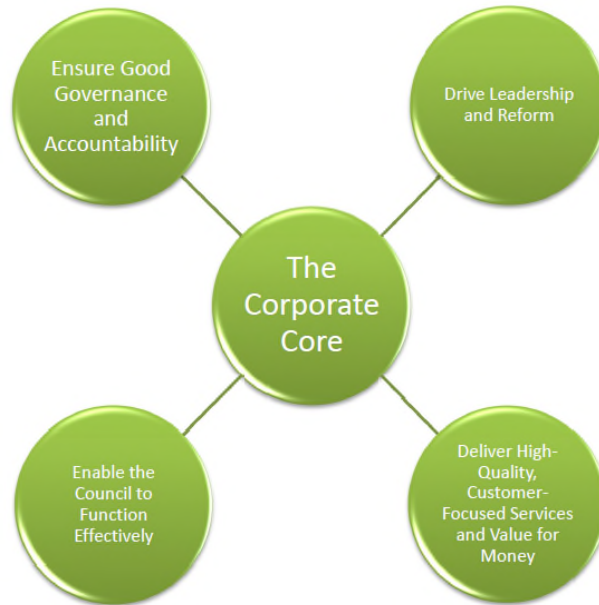 Ensure Good
Governance
and
Accountability
Drive Leadership
and Reform
The
Corporate
Core
Enable the
Council to
Function
Effectively
Deliver High-
Quality,
Customer-
Focused Services
and Value for
Money